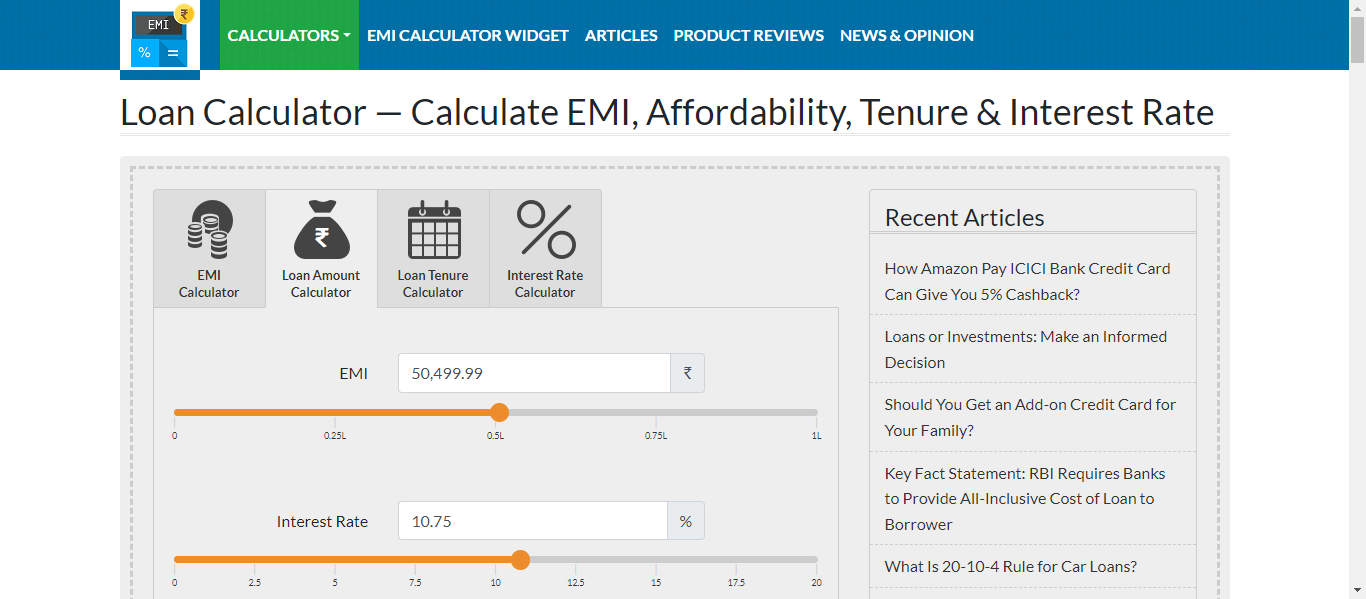 EMI
₹
%
=
CALCULATORS
EMI CALCULATOR WIDGET
ARTICLES
PRODUCT REVIEWS
NEWS & OPINION
Loan Calculator — Calculate EMI, Affordability, Tenure & Interest Rate
EMI
Calculator
₹
Loan Amount
Calculator
Loan Tenure
Calculator
Interest Rate
Calculator
EMI
50,499.99
₹
0
0.25L
0.5L
0.75L
1L
Interest Rate
10.75
%
0
2.5
5
7.5
10
12.5
15
17.5
20
Recent Articles
How Amazon Pay ICICI Bank Credit Card
Can Give You 5% Cashback?
Loans or Investments: Make an Informed
Decision
Should You Get an Add-on Credit Card for
Your Family?
Key Fact Statement: RBI Requires Banks
to Provide All-Inclusive Cost of Loan to
Borrower
What Is 20-10-4 Rule for Car Loans?